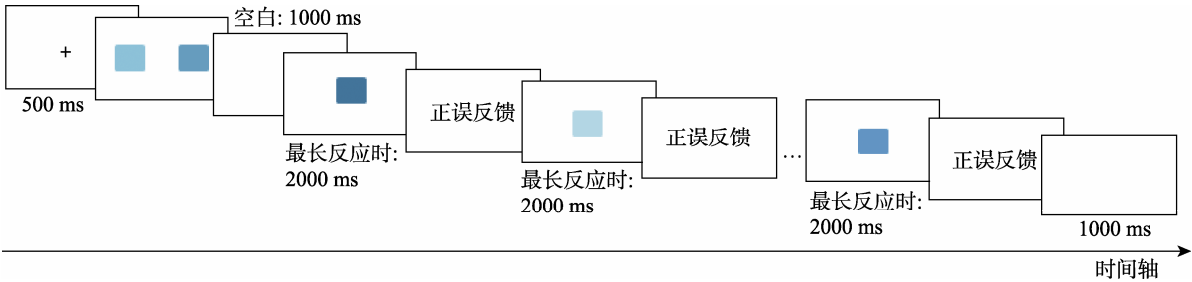 +
500 ms
空白: 1000 ms
最长反应时:
2000 ms
正误反馈
最长反应时:
2000 ms
正误反馈
…
最长反应时:
2000 ms
正误反馈
1000 ms
时间轴